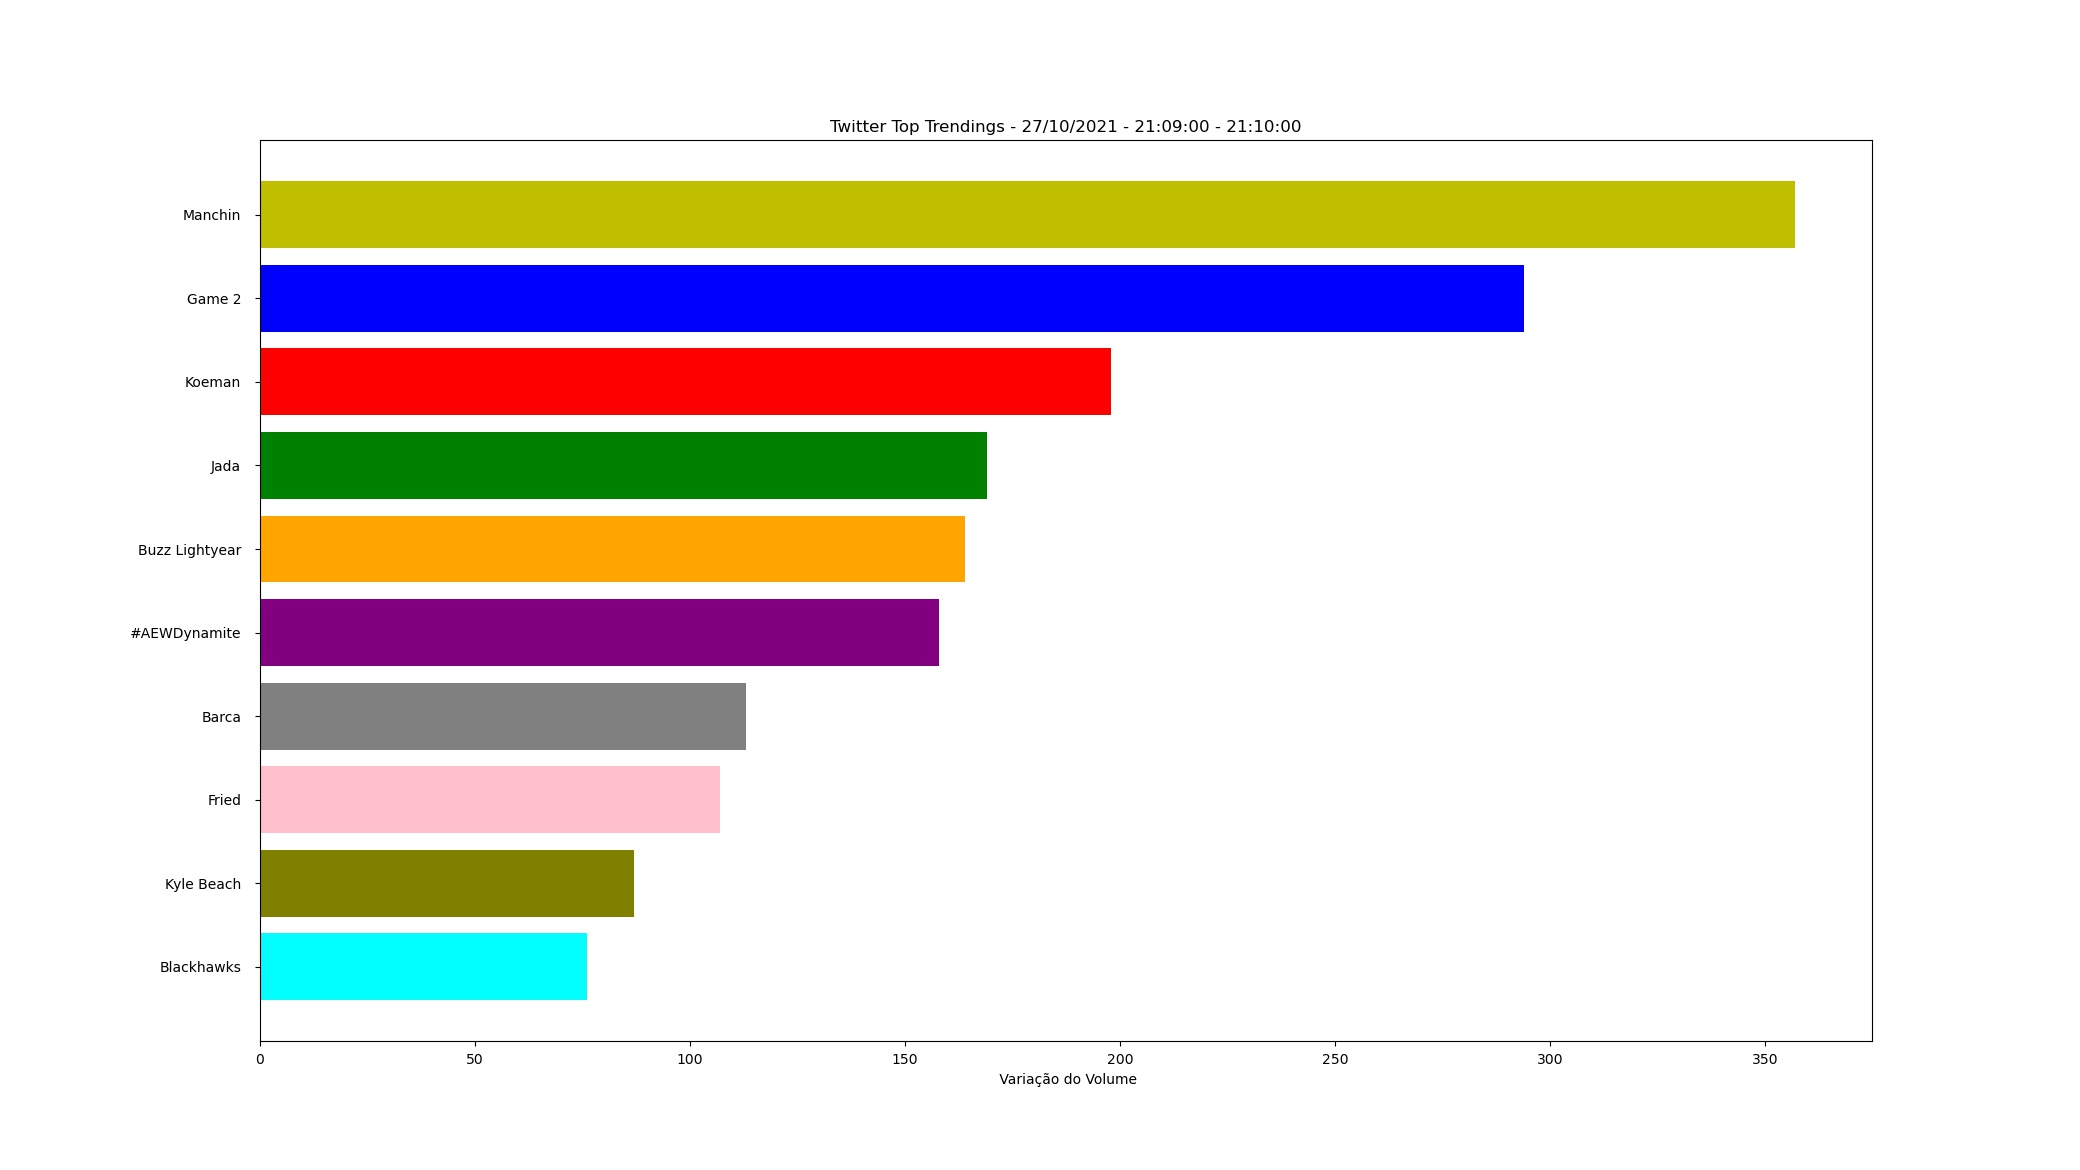 Twitter Top Trendings - 27/10/2021 - 21:09:00 - 21:10:00
Manchin
Game 2
Koeman
Jada
Buzz Lightyear
#AEWDynamite
Barca
Fried
Kyle Beach
Blackhawks
0 50 100 150 200 250 300 350
Variação do Volume